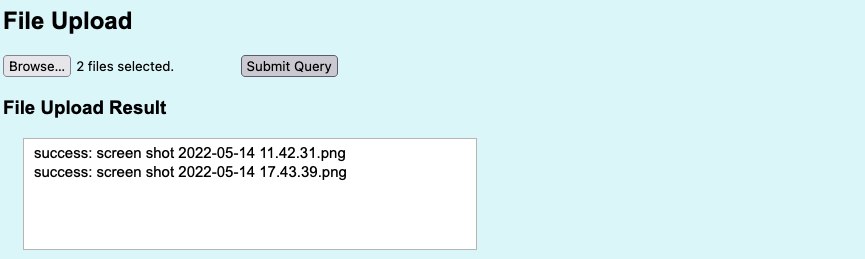 File Upload
Browse... 2 files selected. Submit Query
File Upload Result
success: screen shot 2022-05-14 11.42.31.png
success: screen shot 2022-05-14 17.43.39.png